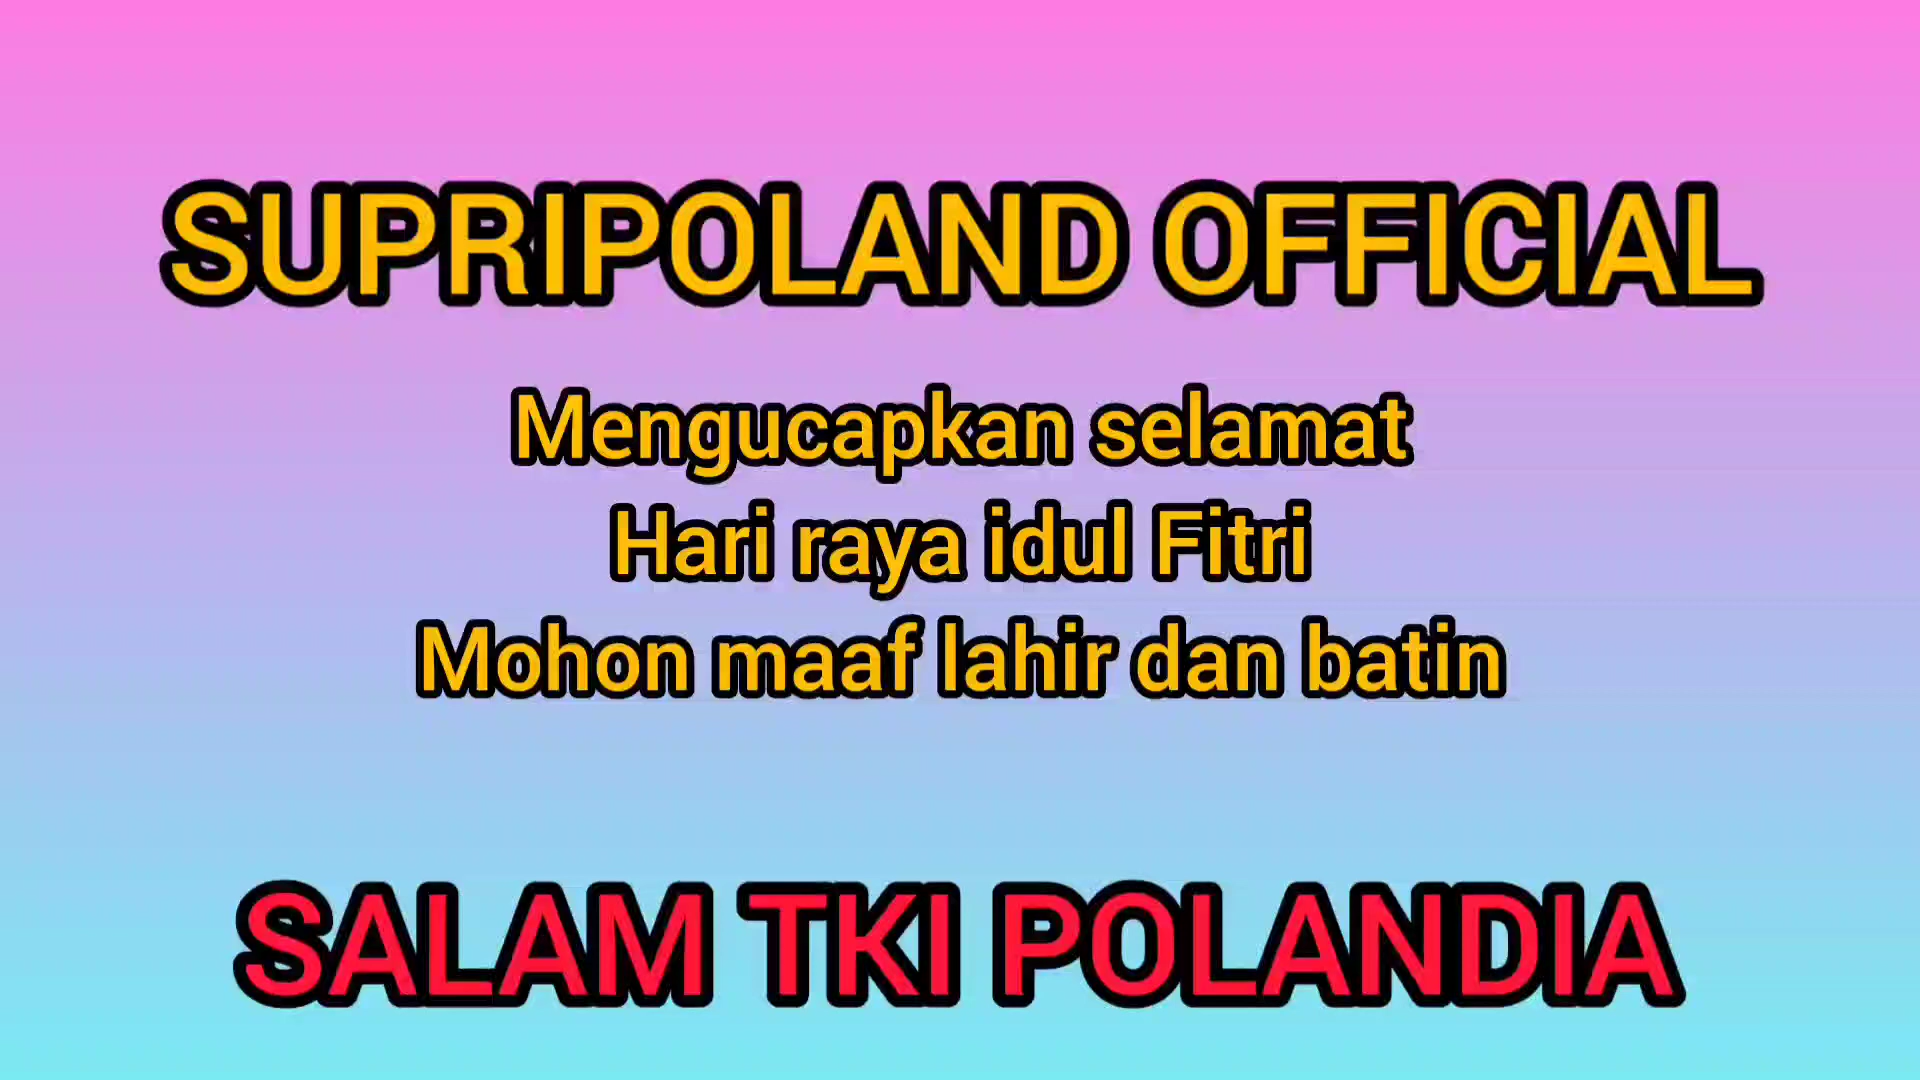 SUPRIPOLAND OFFICIAL
Mengucapkan selamat
Hari raya idul Fitri
Mohon maaf lahir dan batin
SALAM TKI POLANDIA